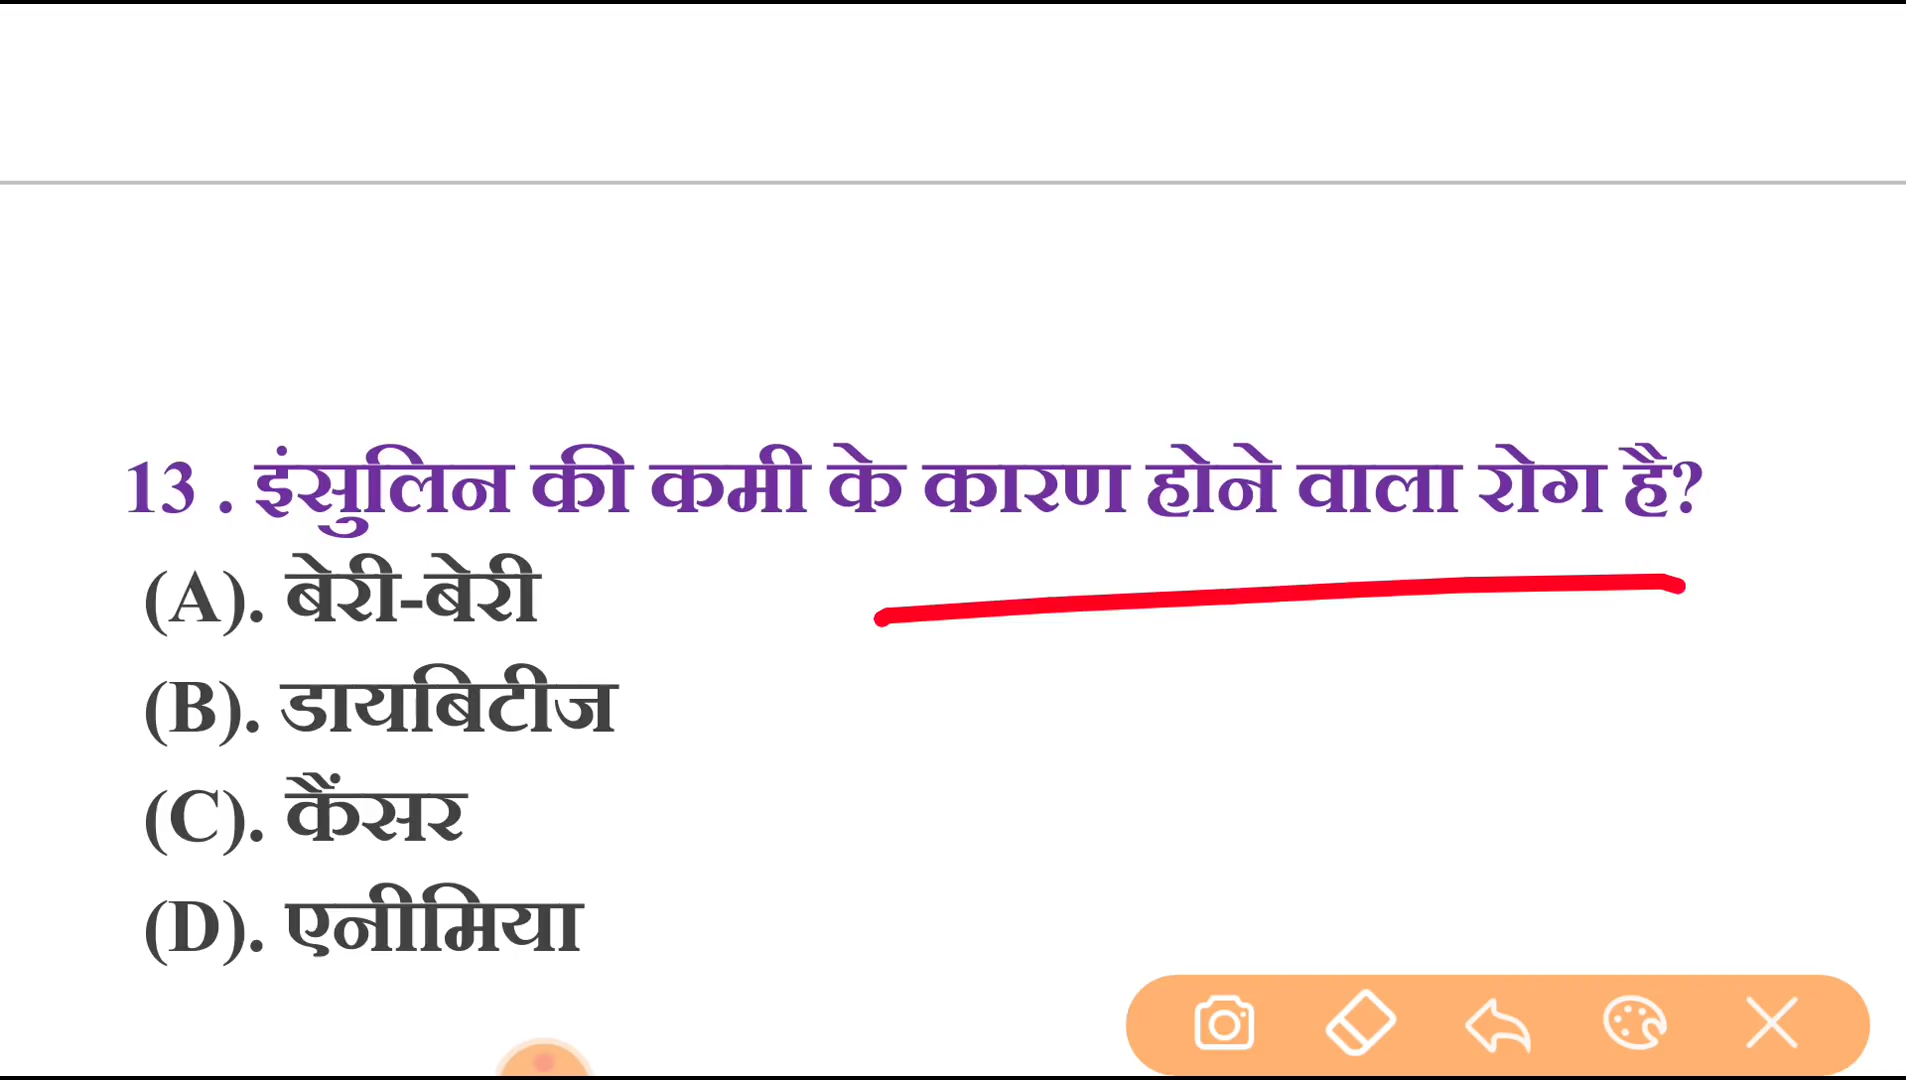 13 . इंसुलिन की कमी के कारण होने वाला रोग है?
(A). बेरी-बेरी
(B). डायबिटीज
(C). कैंसर
(D). एनीमिया